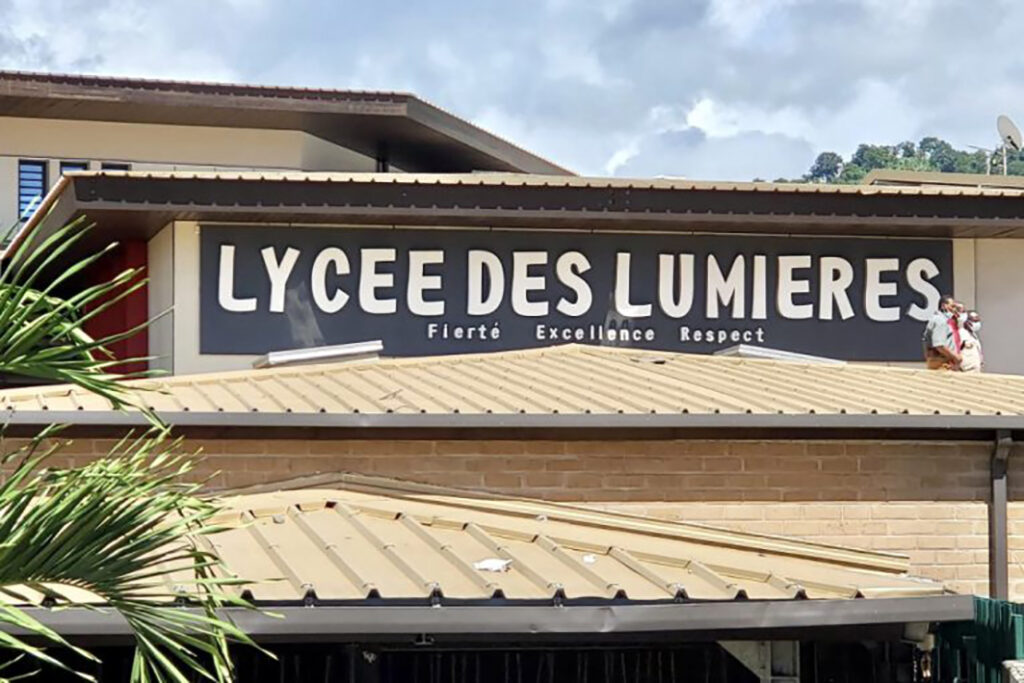 LYCEE DES LUMIERES
Fierté Excellence Respect